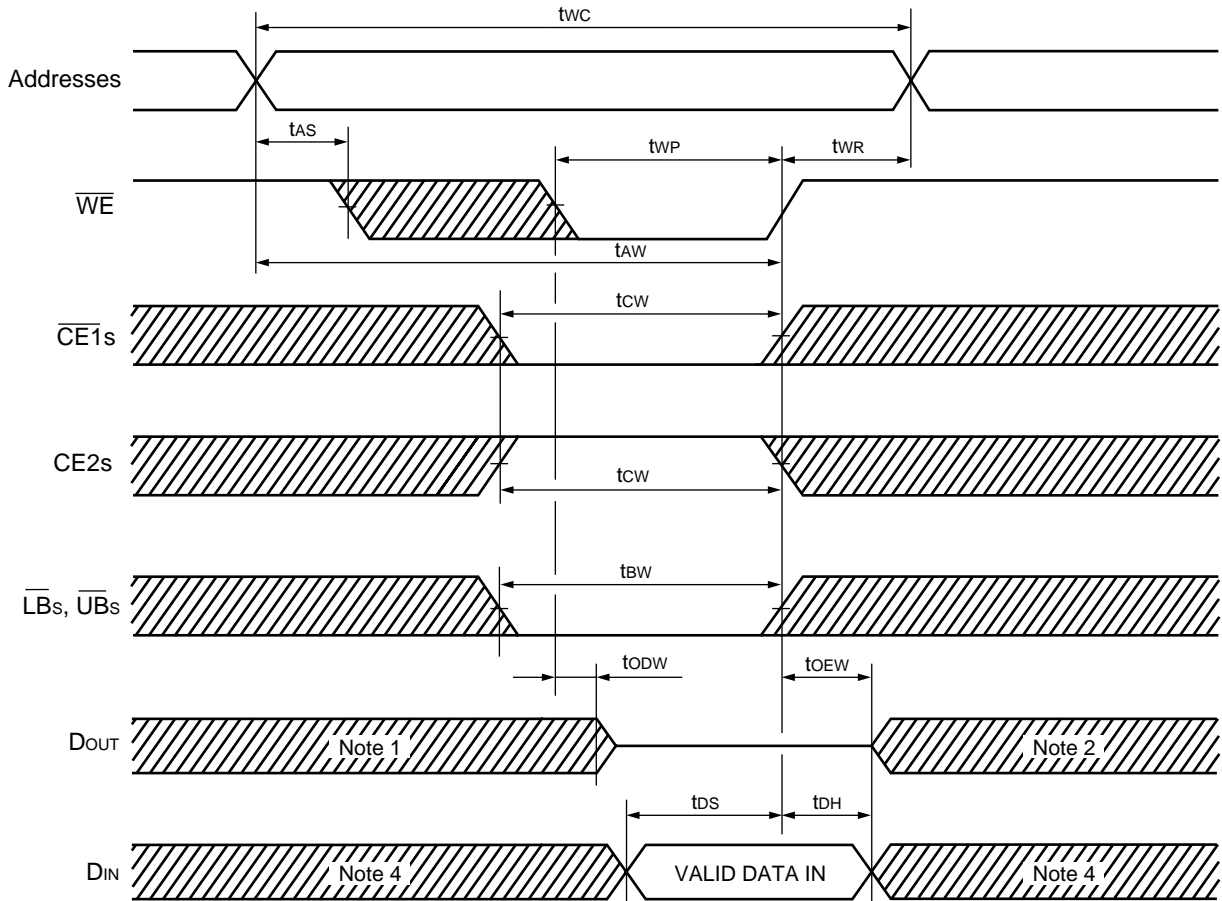 tWC
Addresses
tAS
tWP
tWR
WE
tAW
tCW
CE1s
CE2s
tCW
tBW
LBs, UBs
tODW
tOEW
DOUT
Note 1
Note 2
tDS
tDH
DIN
Note 4
VALID DATA IN
Note 4